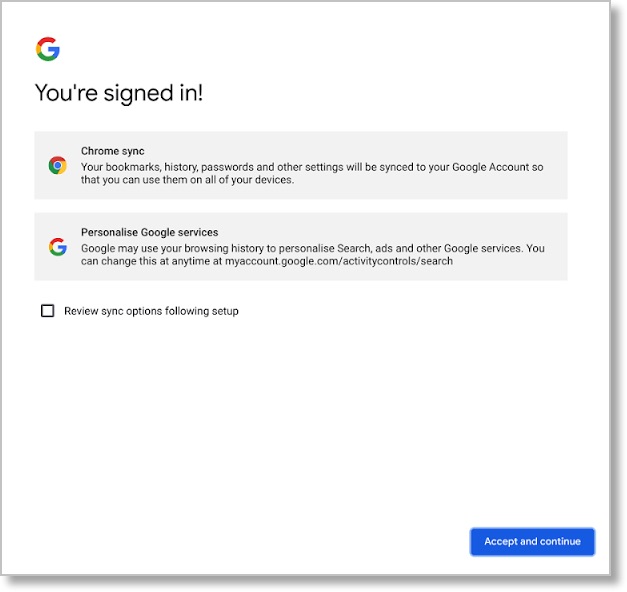 You're signed in!
Chrome sync
Your bookmarks, history, passwords and other settings will be synced to your Google Account so
that you can use them on all of your devices.
Personalise Google services
Google may use your browsing history to personalise Search, ads and other Google services. You
can change this at anytime at myaccount.google.com/activitycontrols/search
Review sync options following setup
Accept and continue